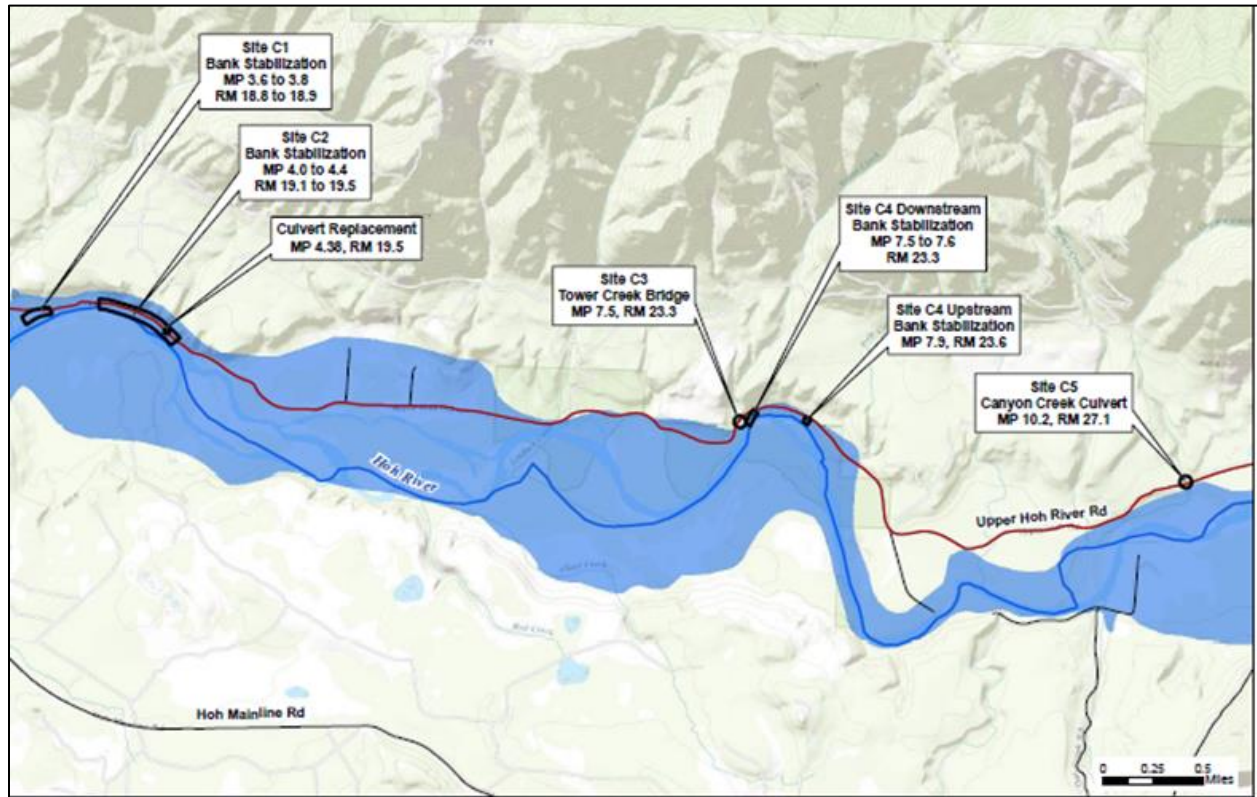 Site C1
Bank Stabilization
MP 3.6 to 3.8
RM 18.8 to 18.9
Site C2
Bank Stabilization
MP 4.0 to 4.4
RM 19.1 to 19.5
Culvert Replacement
MP 4.38, RM 19.5
Site C3
Tower Creek Bridge
MP 7.5, RM 23.3
Site C4 Downstream
Bank Stabilization
MP 7.5 to 7.6
RM 23.3
Site C4 Upstream
Bank Stabilization
MP 7.9, RM 23.6
Site C5
Canyon Creek Culvert
MP 10.2, RM 27.1
Hoh River
Upper Hoh River Rd
Hoh Mainline Rd
0 0.25 0.5
Miles